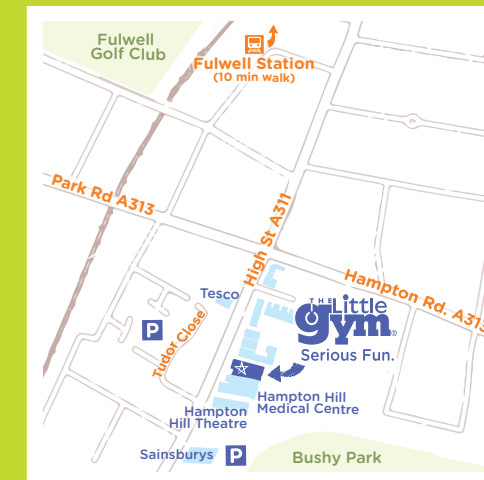 Fulwell
Golf Club
Fulwell Station
(10 min walk)
Park Rd A313
High St A311
Hampton Rd. A313
Tesco
Tudor Close
P
THE Little
gym®
Serious Fun.
Hampton Hill
Medical Centre
Hampton
Hill Theatre
Sainsburys
P
Bushy Park